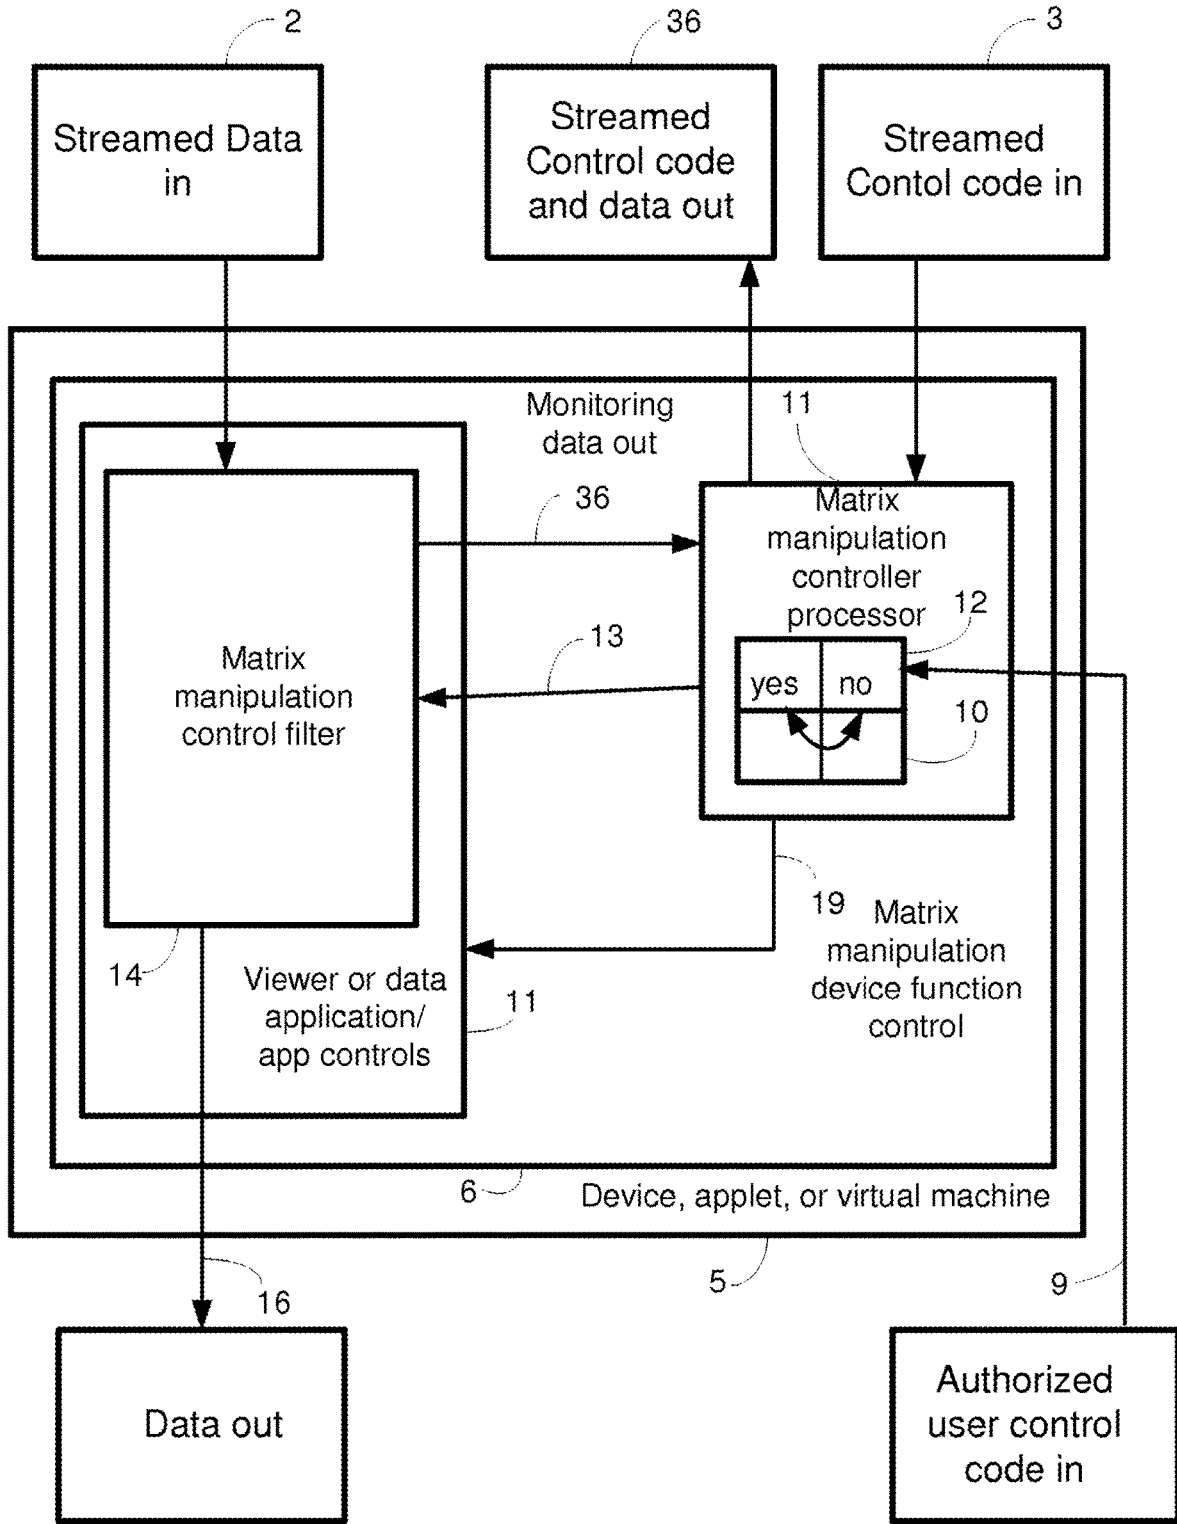 2
36
3
Streamed Data
in
Streamed
Control code
and data out
Streamed
Contol code in
Monitoring
data out
11
36
Matrix
manipulation
controller
processor
12
13
yes
no
10
Matrix
manipulation
control filter
19
Matrix
manipulation
device function
control
14
Viewer or data
application/
app controls
11
6
Device, applet, or virtual machine
5
9
16
Data out
Authorized
user control
code in